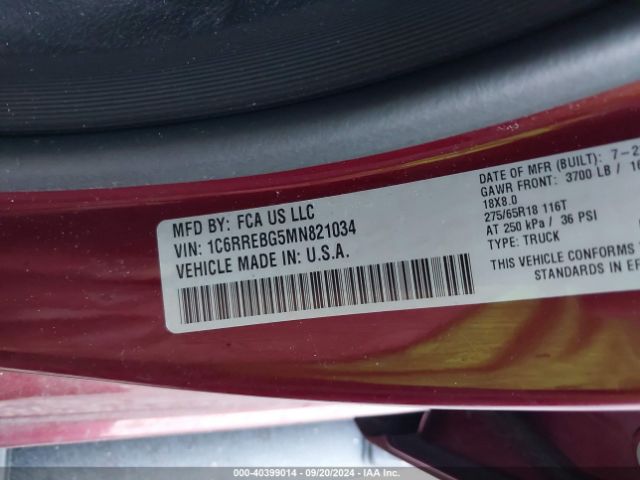 MFD BY: FCA US LLC
VIN: 1C6RREBG5MN821034
VEHICLE MADE IN: U.S.A.
DATE OF MFR (BUILT): 7-2
GAWR FRONT: 3700 LB /
18X8.0
275/65R18 116T
AT 250 kPa / 36 PSI
TYPE: TRUCK
THIS VEHICLE CONFORMS
STANDARDS IN
000-40399014 - 09/20/2024 - IAA Inc.